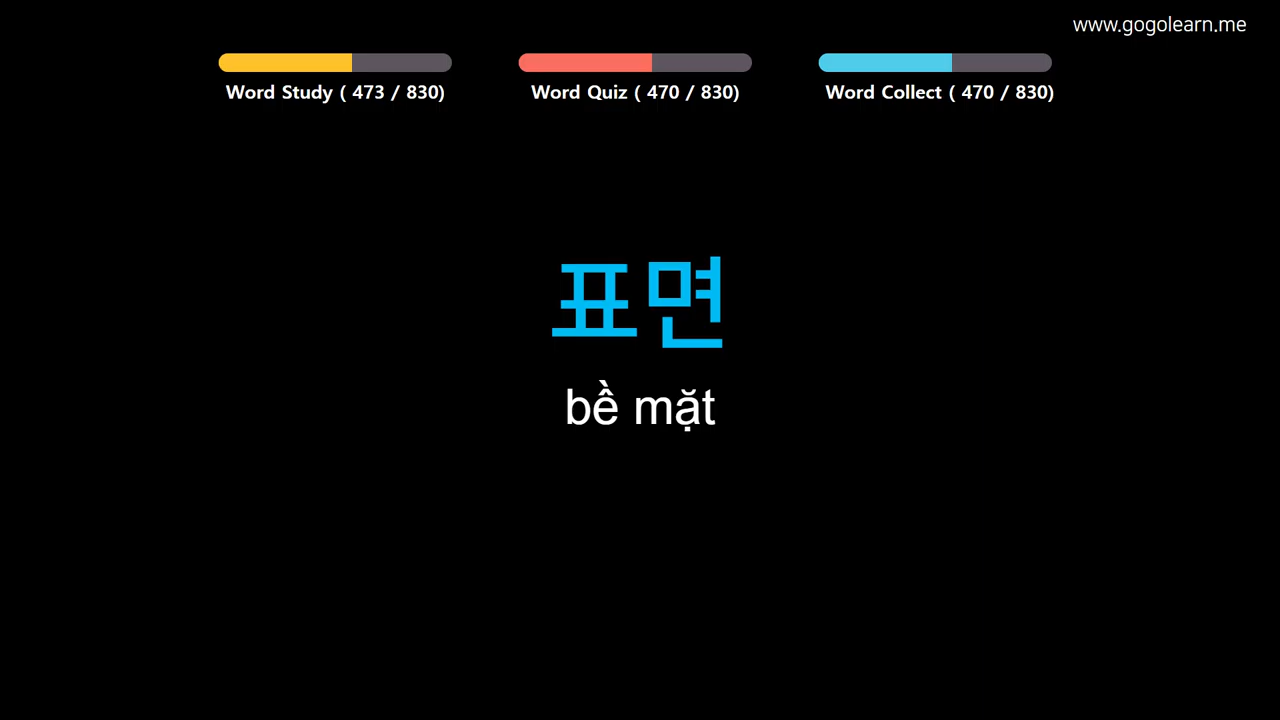 www.gogolearn.me
Word Study ( 473 / 830)
Word Quiz ( 470 / 830)
Word Collect ( 470 / 830)
표면
bề mặt